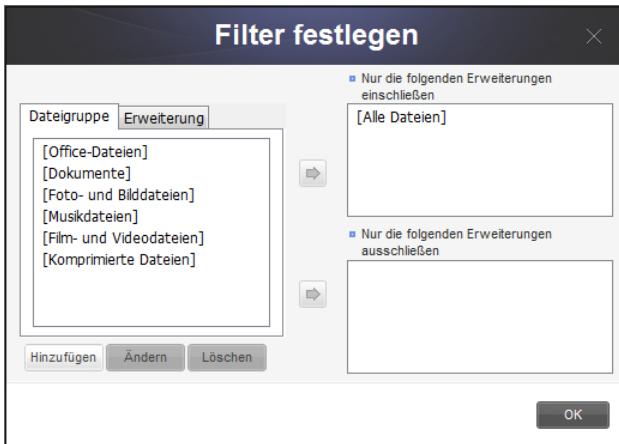 Filter festlegen
Dateigruppe
Erweiterung
[Office-Dateien]
[Dokumente]
[Foto- und Bilddateien]
[Musikdateien]
[Film- und Videodateien]
[Komprimierte Dateien]
Hinzufügen
Ändern
Löschen
Nur die folgenden Erweiterungen
einschließen
[Alle Dateien]
Nur die folgenden Erweiterungen
ausschließen
OK